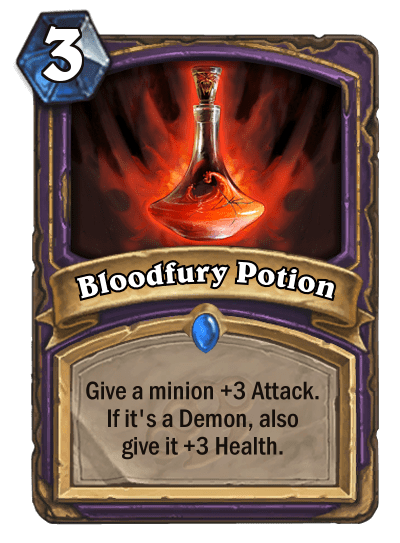 3
Bloodfury Potion
Give a minion +3 Attack.
If it's a Demon, also
give it +3 Health.